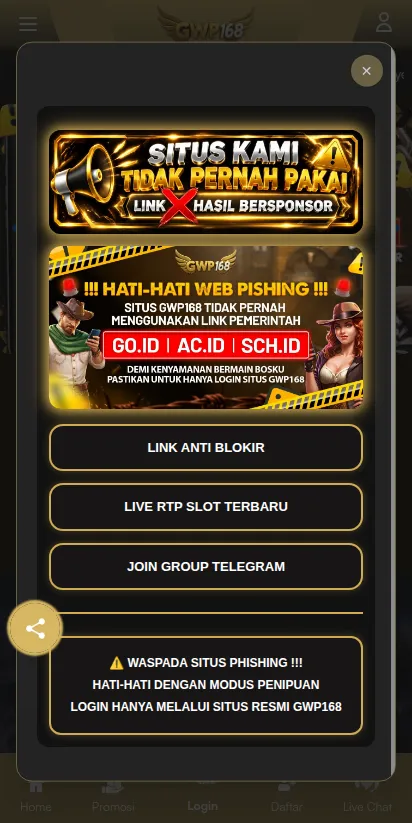 GWP168
×
SITUS KAMI
TIDAK PERNAH PAKAI
LINK HASIL BERSPONSOR
GWP168
!!! HATI-HATI WEB PISHING !!!
SITUS GWP168 TIDAK PERNAH
MENGGUNAKAN LINK PEMERINTAH
GO.ID | AC.ID | SCH.ID
DEMI KENYAMANAN BERMAIN BOSKU
PASTIKAN UNTUK HANYA LOGIN SITUS GWP168
LINK ANTI BLOKIR
LIVE RTP SLOT TERBARU
JOIN GROUP TELEGRAM
⚠️ WASPADA SITUS PHISHING !!!
HATI-HATI DENGAN MODUS PENIPUAN
LOGIN HANYA MELALUI SITUS RESMI GWP168
Home Promosi Login Daftar Live Chat